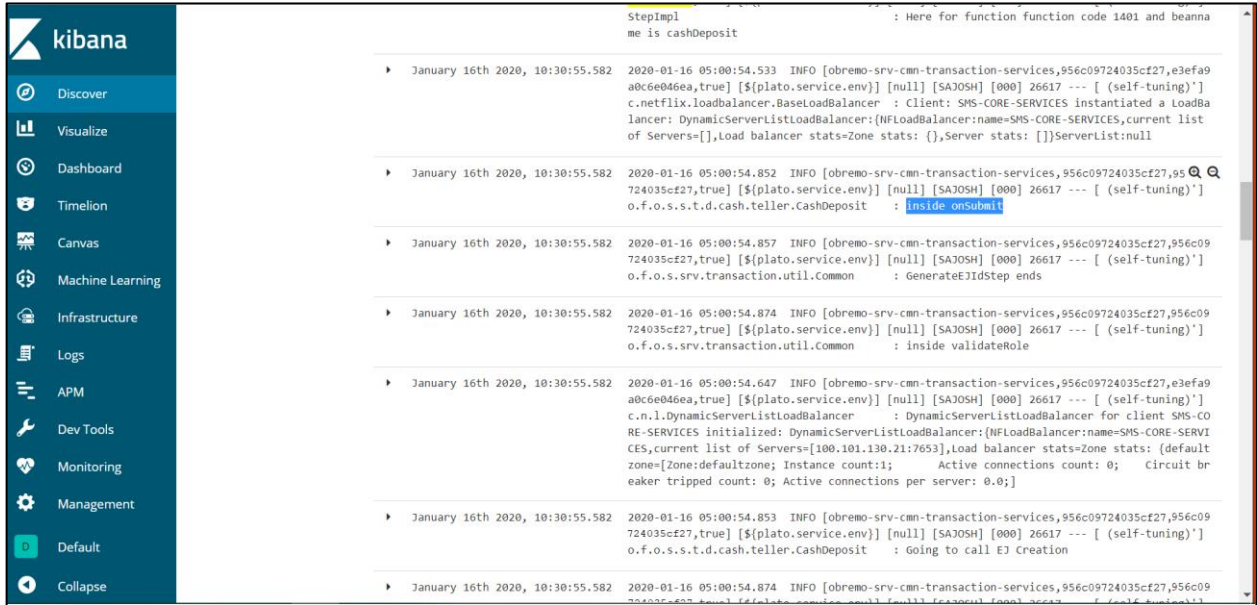 kibana
Discover
Visualize
Dashboard
Timelion
Canvas
Machine Learning
Infrastructure
Logs
APM
Dev Tools
Monitoring
Management
D Default
Collapse
StepImpl : Here for function function code 1401 and beanna
me is cashDeposit
January 16th 2020, 10:30:55.582 2020-01-16 05:00:54.533 INFO [obremo-srv-cmn-transaction-services,956c09724035cf27,e3efa9
a0c6e046ea,true] [${plato.service.env}] [null] [SAJOSH] [000] 26617 --- [ (self-tuning)']
c.netflix.loadbalancer.BaseLoadBalancer : Client: SMS-CORE-SERVICES instantiated a LoadBa
lancer: DynamicServerListLoadBalancer:{NFLoadBalancer:name=SMS-CORE-SERVICES,current list
of Servers=[],Load balancer stats=Zone stats: {},Server stats: []}ServerList:null
January 16th 2020, 10:30:55.582 2020-01-16 05:00:54.852 INFO [obremo-srv-cmn-transaction-services,956c09724035cf27,95
724035cf27,true] [${plato.service.env}] [null] [SAJOSH] [000] 26617 --- [ (self-tuning)']
o.f.o.s.s.t.d.cash.teller.CashDeposit : inside onSubmit
January 16th 2020, 10:30:55.582 2020-01-16 05:00:54.857 INFO [obremo-srv-cmn-transaction-services,956c09724035cf27,956c09
724035cf27,true] [${plato.service.env}] [null] [SAJOSH] [000] 26617 --- [ (self-tuning)']
o.f.o.s.srv.transaction.util.Common : GenerateEJIdStep ends
January 16th 2020, 10:30:55.582 2020-01-16 05:00:54.874 INFO [obremo-srv-cmn-transaction-services,956c09724035cf27,956c09
724035cf27,true] [${plato.service.env}] [null] [SAJOSH] [000] 26617 --- [ (self-tuning)']
o.f.o.s.srv.transaction.util.Common : inside validateRole
January 16th 2020, 10:30:55.582 2020-01-16 05:00:54.647 INFO [obremo-srv-cmn-transaction-services,956c09724035cf27,e3efa9
a0c6e046ea,true] [${plato.service.env}] [null] [SAJOSH] [000] 26617 --- [ (self-tuning)']
c.n.l.DynamicServerListLoadBalancer : DynamicServerListLoadBalancer for client SMS-CO
RE-SERVICES initialized: DynamicServerListLoadBalancer:{NFLoadBalancer:name=SMS-CORE-SERVI
CES,current list of Servers=[100.101.130.21:7653],Load balancer stats=Zone stats: {default
zone=[Zone:defaultzone; Instance count:1; Active connections count: 0; Circuit br
eaker tripped count: 0; Active connections per server: 0.0;]
January 16th 2020, 10:30:55.582 2020-01-16 05:00:54.853 INFO [obremo-srv-cmn-transaction-services,956c09724035cf27,956c09
724035cf27,true] [${plato.service.env}] [null] [SAJOSH] [000] 26617 --- [ (self-tuning)']
o.f.o.s.s.t.d.cash.teller.CashDeposit : Going to call EJ Creation
January 16th 2020, 10:30:55.582 2020-01-16 05:00:54.874 INFO [obremo-srv-cmn-transaction-services,956c09724035cf27,956c09